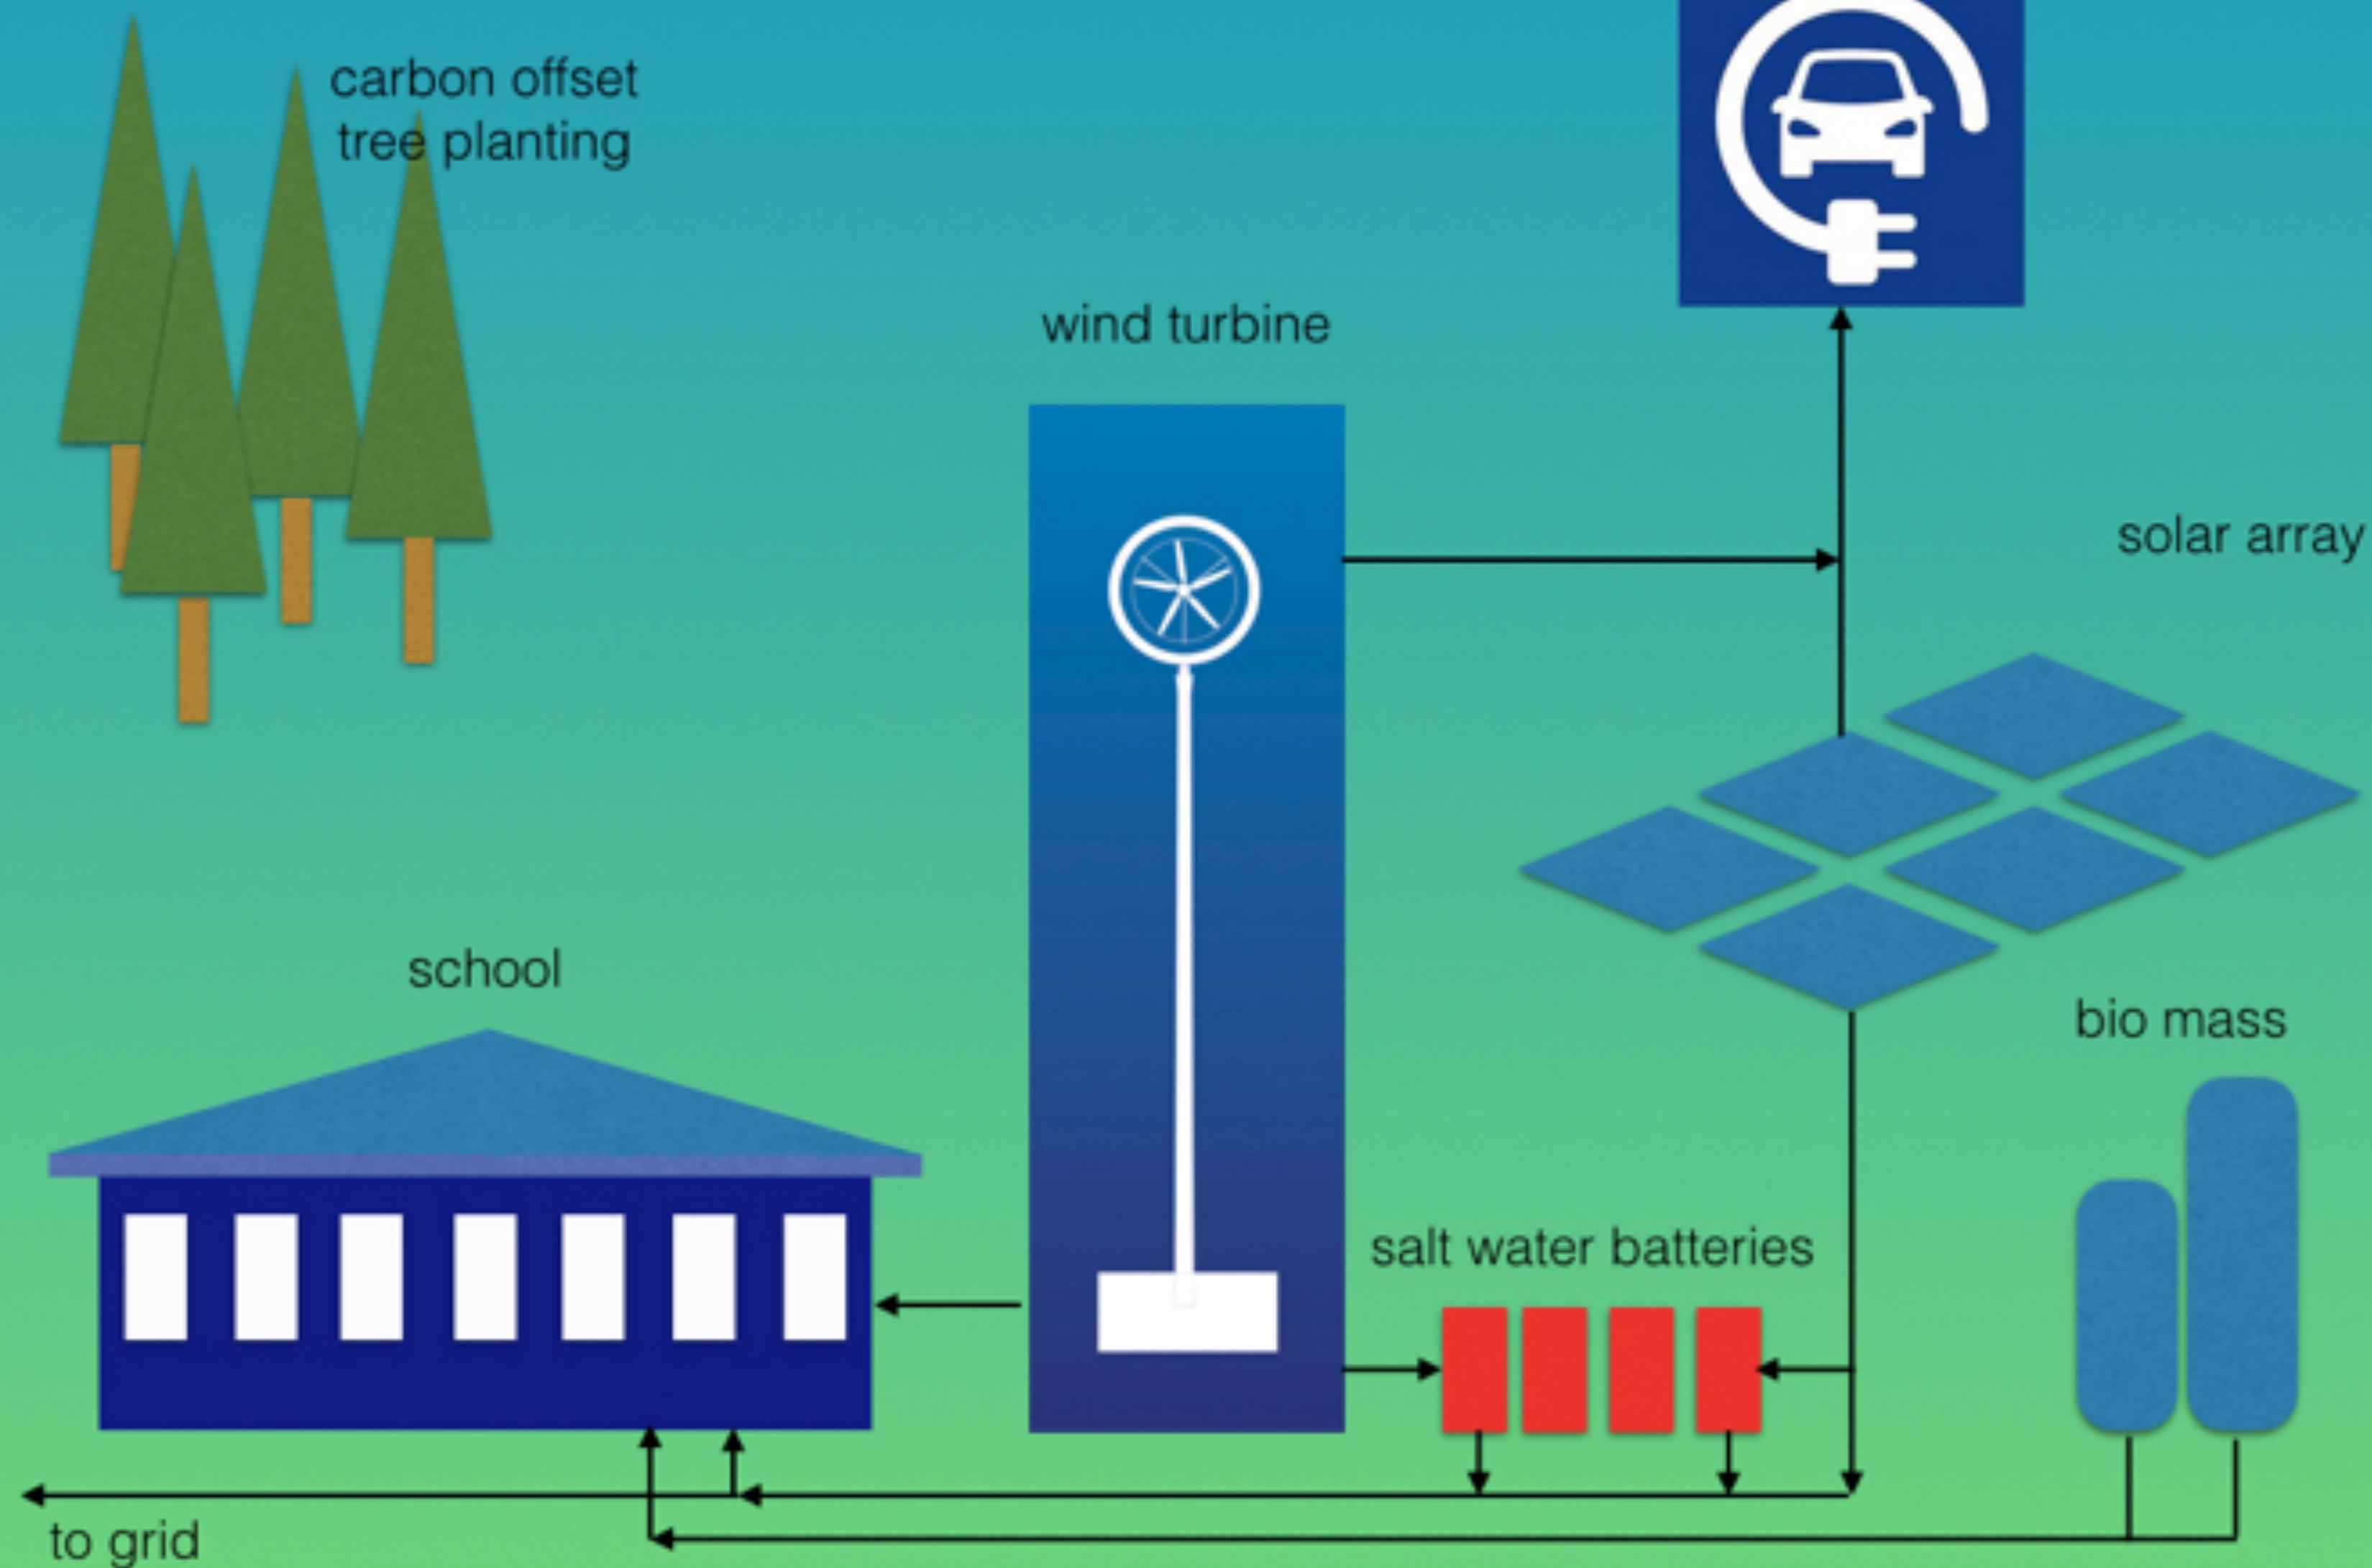 carbon offset
tree planting
wind turbine
solar array
school
bio mass
salt water batteries
to grid